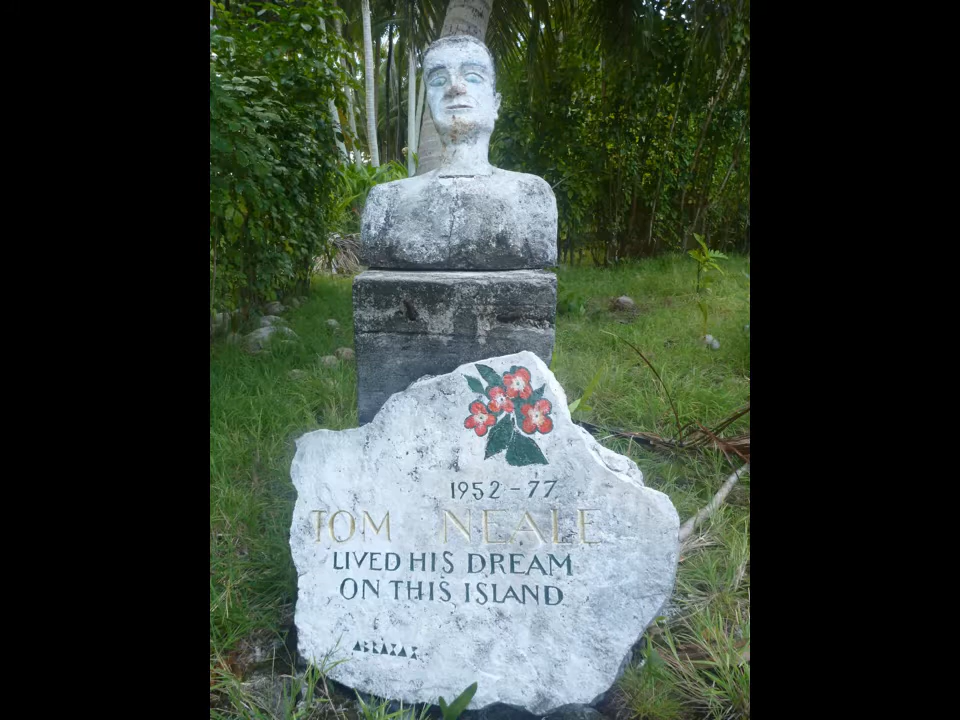 1952-77
TOM NEALE
LIVED HIS DREAM
ON THIS ISLAND
ABRAXAS